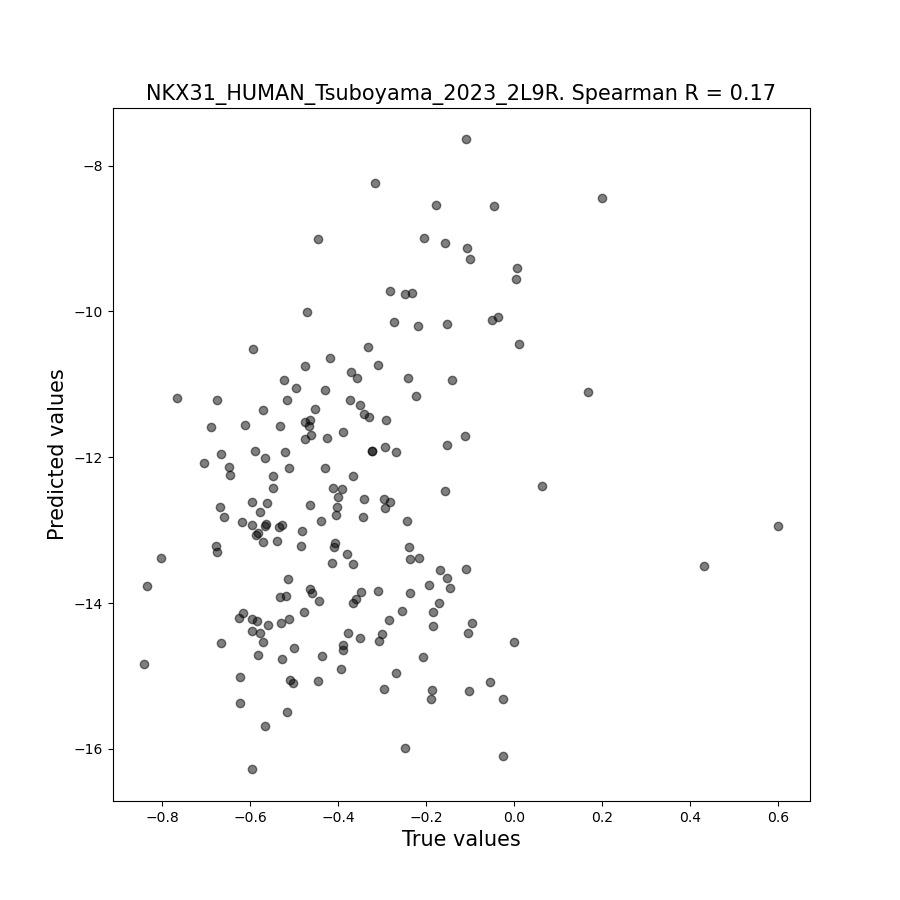 NKX31_HUMAN_Tsuboyama_2023_2L9R. Spearman R = 0.17
−8
−10
−12
−14
−16
Predicted values
−0.8 −0.6 −0.4 −0.2 0.0 0.2 0.4 0.6
True values